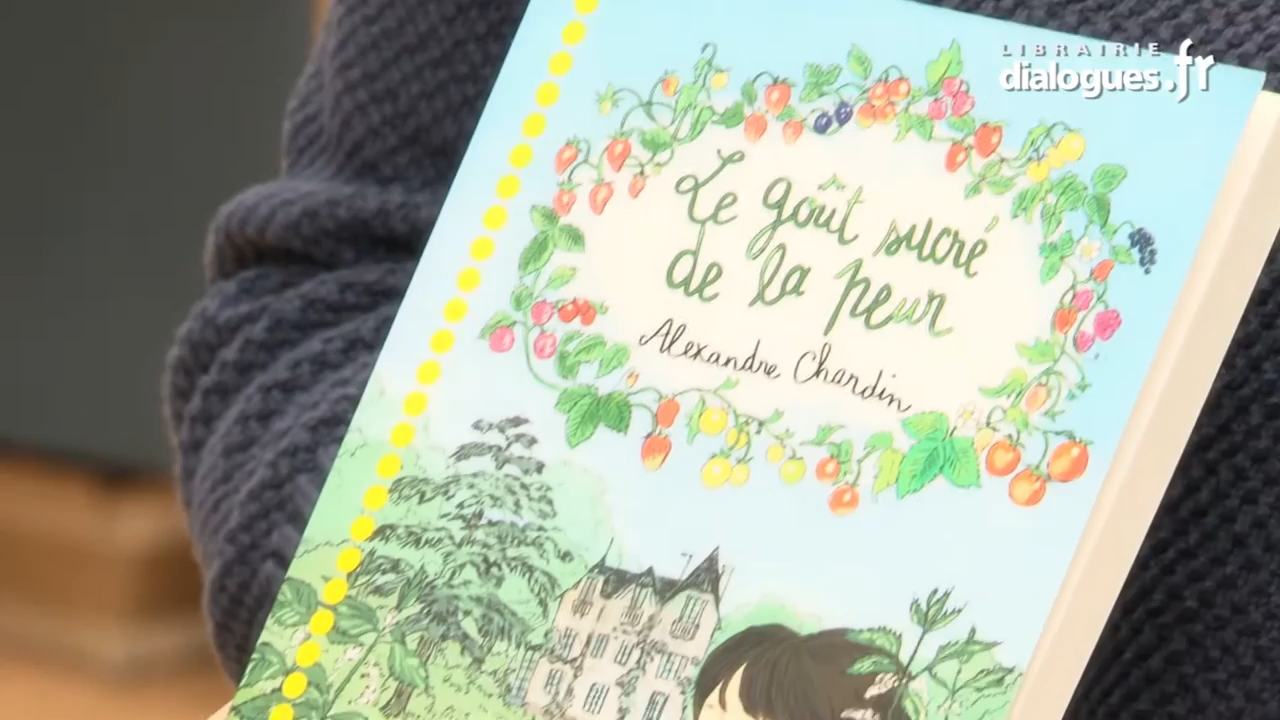 LIBRAIRIE
dialogues.fr
Le goût sucré
de la peur
Alexandre Chardin